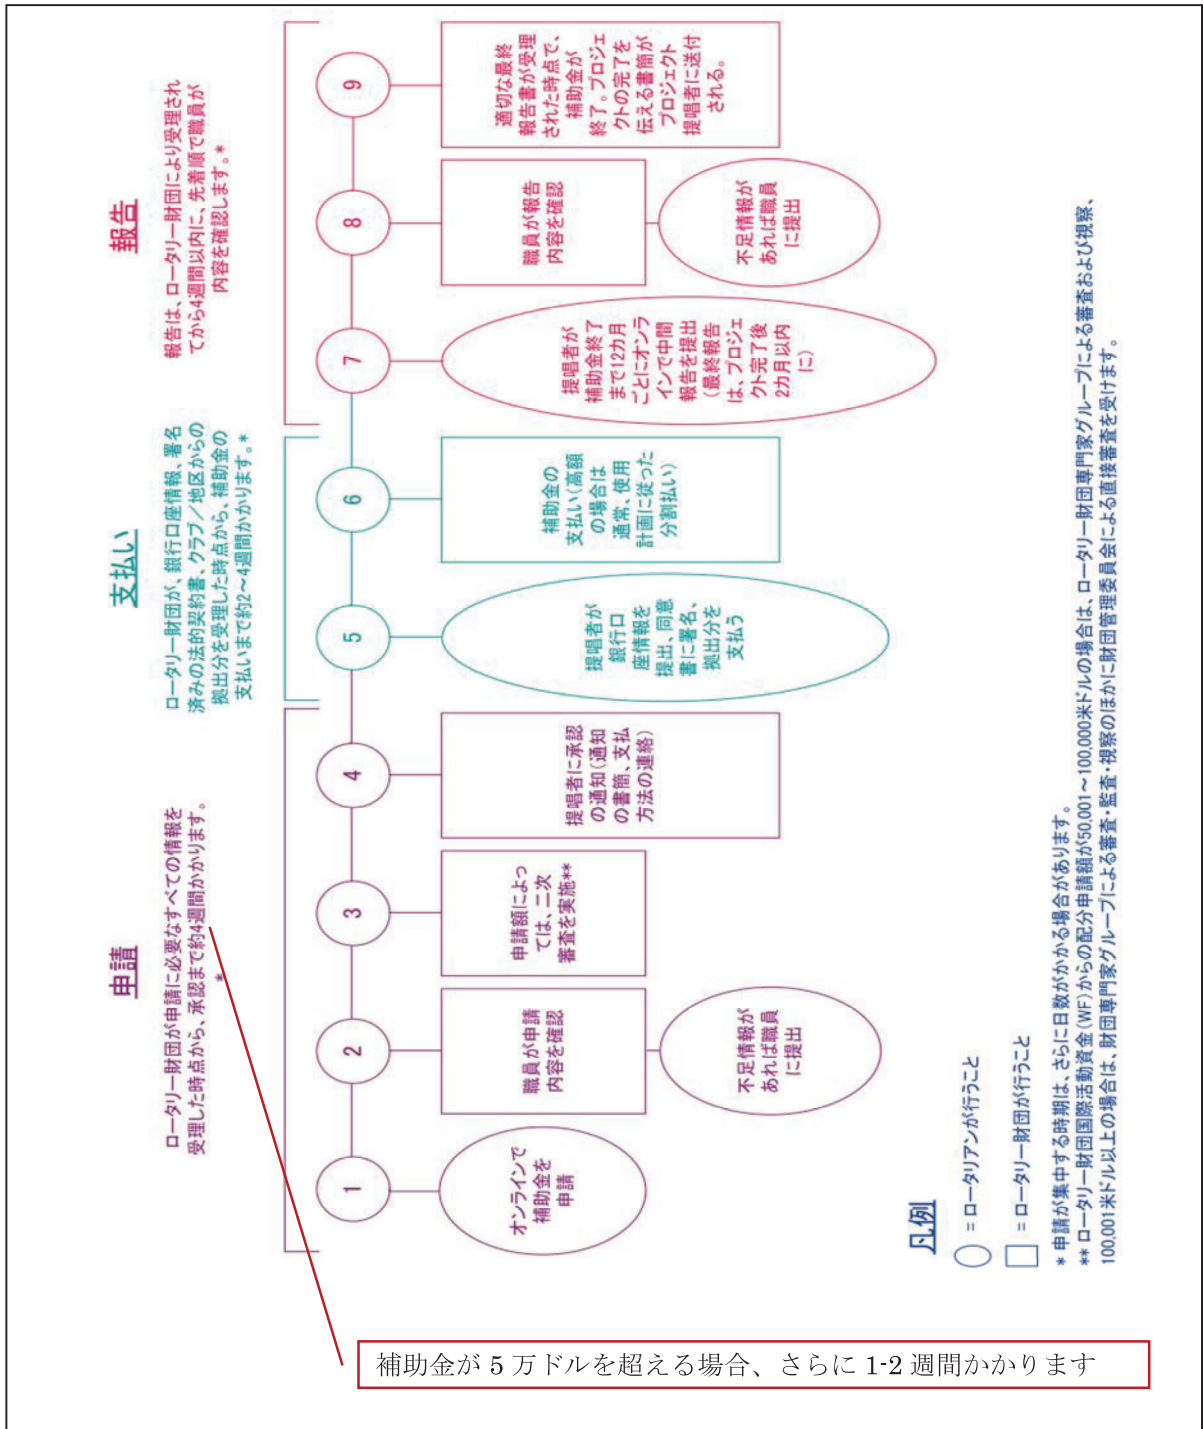 申請
ロータリー財団が申請に必要なすべての情報を
受理した時点から、承認まで約4週間かかります。
*
1
オンラインで
補助金を
申請
2
職員が申請
内容を確認
不足情報が
あれば職員
に提出
3
申請額によっ
ては、二次
審査を実施**
4
提唱者に承認
の通知(通知
の書簡、支払
方法の連絡)
支払い
ロータリー財団が、銀行口座情報、署名
済みの法的契約書、クラブ/地区からの
拠出分を受理した時点から、補助金の
支払いまで約2~4週間かかります。*
5
提唱者が
銀行口
座情報を
提出、同意
書に署名、
拠出分を
支払う
6
補助金の
支払い(高額
の場合は
通常、使用
計画に従った
分割払い)
報告
報告は、ロータリー財団により受理され
てから4週間以内に、先着順で職員が
内容を確認します。*
7
提唱者が
補助金終了
まで12カ月
ごとにオンラ
インで中間
報告を提出
(最終報告
は、プロジェ
クト完了後
2カ月以内
に)
8
職員が報告
内容を確認
不足情報が
あれば職員
に提出
9
適切な最終
報告書が受理
された時点で、
補助金が
終了。プロジェ
クトの完了を
伝える書簡が
プロジェクト
提唱者に送付
される。
凡例
= ロータリアンが行うこと
= ロータリー財団が行うこと
* 申請が集中する時期は、さらに日数がかかる場合があります。
** ロータリー財団国際活動資金(WF)からの配分申請額が50,001~100,000米ドルの場合は、ロータリー財団専門家グループによる審査および視察、
100,001米ドル以上の場合は、財団専門家グループによる審査・監査・視察のほかに財団管理委員会による直接審査を受けます。
補助金が 5 万ドルを超える場合、さらに 1-2 週間かかります